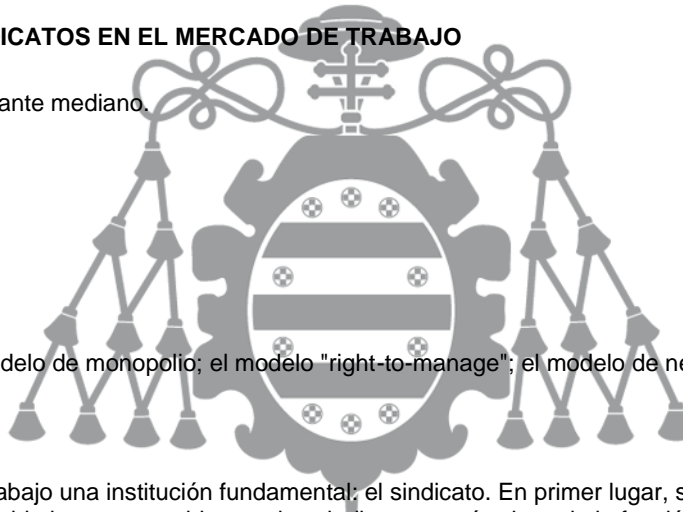 DICATOS EN EL MERCADO DE TRABAJO
ante mediano.
delo de monopolio; el modelo "right-to-manage"; el modelo de ne
abajo una institución fundamental: el sindicato. En primer lugar, s